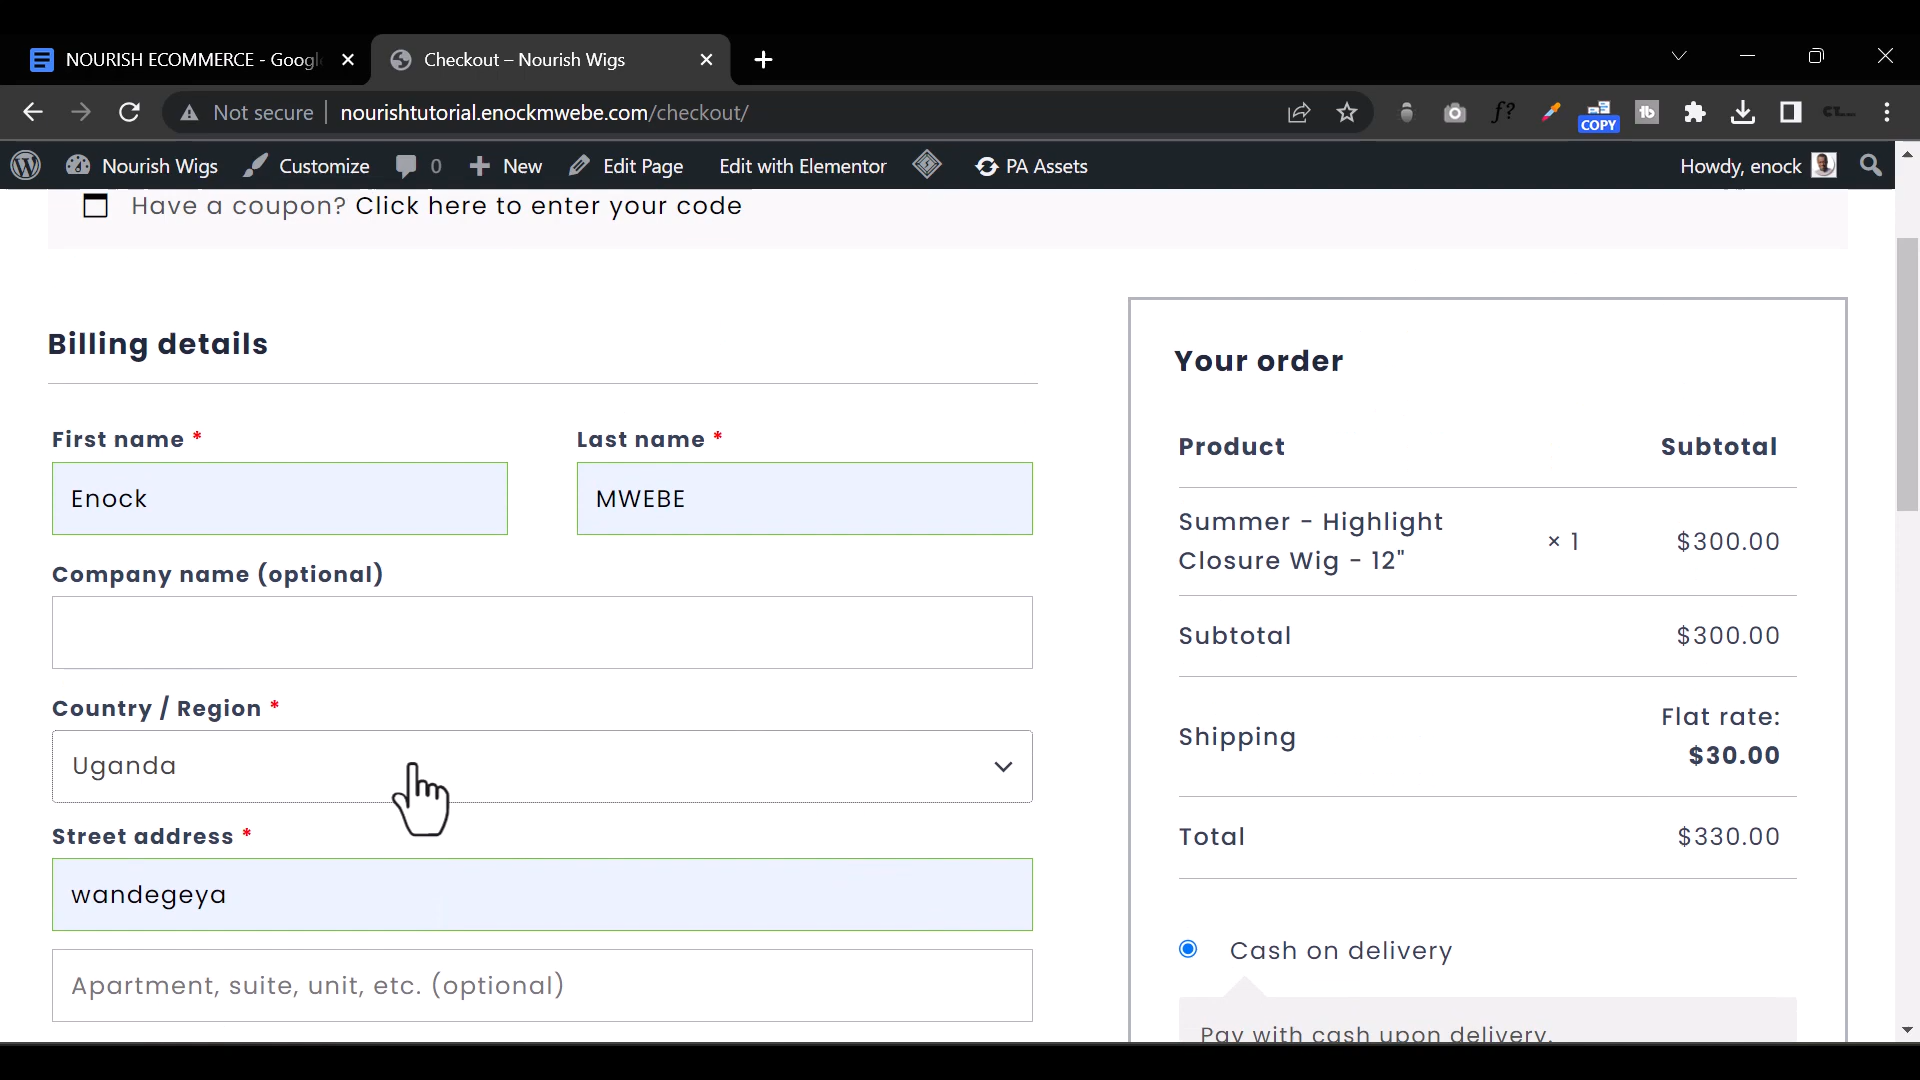 NOURISH ECOMMERCE - Googl
Checkout – Nourish Wigs
Not secure
nourishtutorial.enockmwebe.com/checkout/
f?
COPY
tb
Nourish Wigs
Customize
0
New
Edit Page
Edit with Elementor
PA Assets
Howdy, enock
Have a coupon? Click here to enter your code
Billing details
First name *
Last name *
Enock
MWEBE
Company name (optional)
Country / Region *
Uganda
Street address *
wandegeya
Apartment, suite, unit, etc. (optional)
Your order
Product Subtotal
Summer - Highlight
Closure Wig - 12" × 1 $300.00
Subtotal $300.00
Shipping Flat rate:
$30.00
Total $330.00
Cash on delivery
Pay with cash upon delivery.